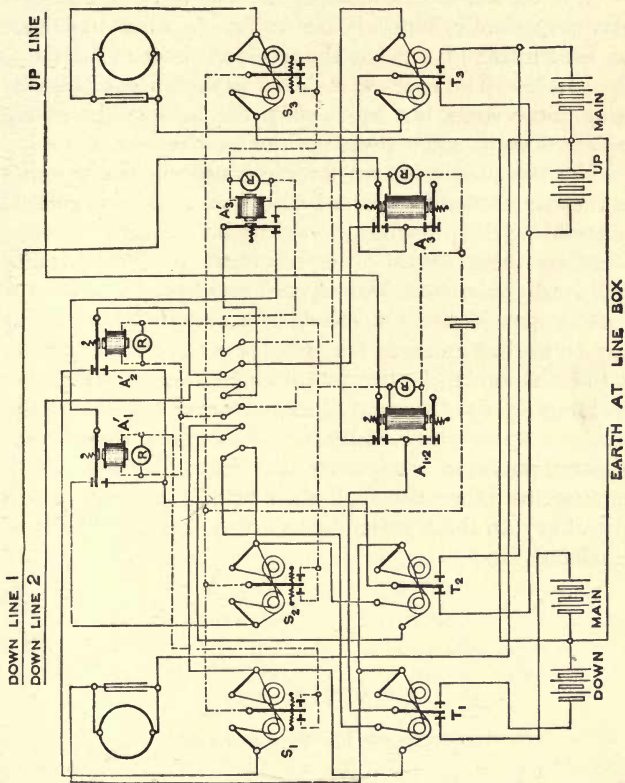 DOWN LINE 1
DOWN LINE 2
UP LINE
A'1
R
A'2
R
S1
S2
A'3
R
S3
T1
T2
A1,2
R
A3
R
T3
DOWN MAIN
UP MAIN
EARTH AT LINE BOX